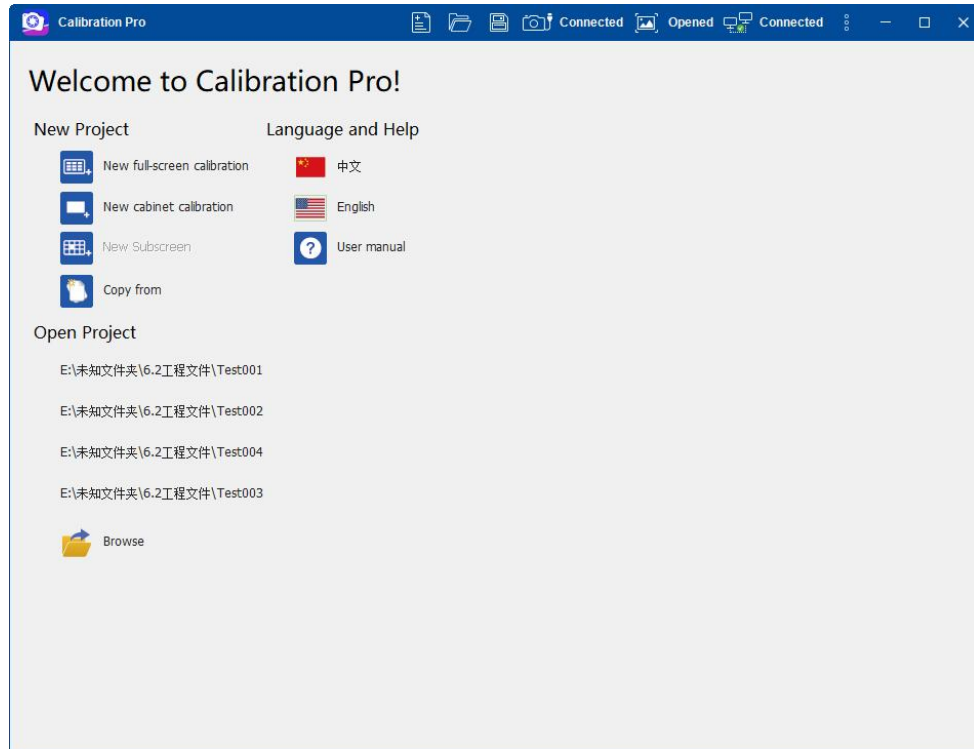 Calibration Pro Connected Opened Connected
Welcome to Calibration Pro!
New Project
New full-screen calibration
New cabinet calibration
New Subscreen
Copy from
Language and Help
中文
English
User manual
Open Project
E:\未知文件夹\6.2工程文件\Test001
E:\未知文件夹\6.2工程文件\Test002
E:\未知文件夹\6.2工程文件\Test004
E:\未知文件夹\6.2工程文件\Test003
Browse